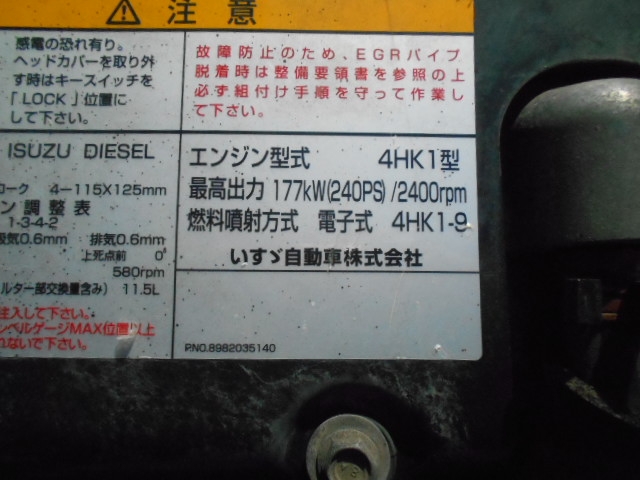 注意
感電の恐れ有り。
ヘッドカバーを取り外
す時はキースイッチを
「LOCK」位置に
して下さい。
故障防止のため、EGRパイプ
脱着時は整備要領書を参照の上
必ず組付け手順を守って作業し
て下さい。
ISUZU DIESEL
ローク 4-115X125mm
ン調整表
1-3-4-2
吸気0.6mm 排気0.6mm
上死点前 0°
580rpm
ルター部交換量含み) 11.5L
注入して下さい。
レベルゲージMAX位置以上
れないで下さい。
エンジン型式 4HK1型
最高出力 177kW(240PS)/2400rpm
燃料噴射方式 電子式 4HK1-9
いすゞ自動車株式会社
P.NO.8982035140